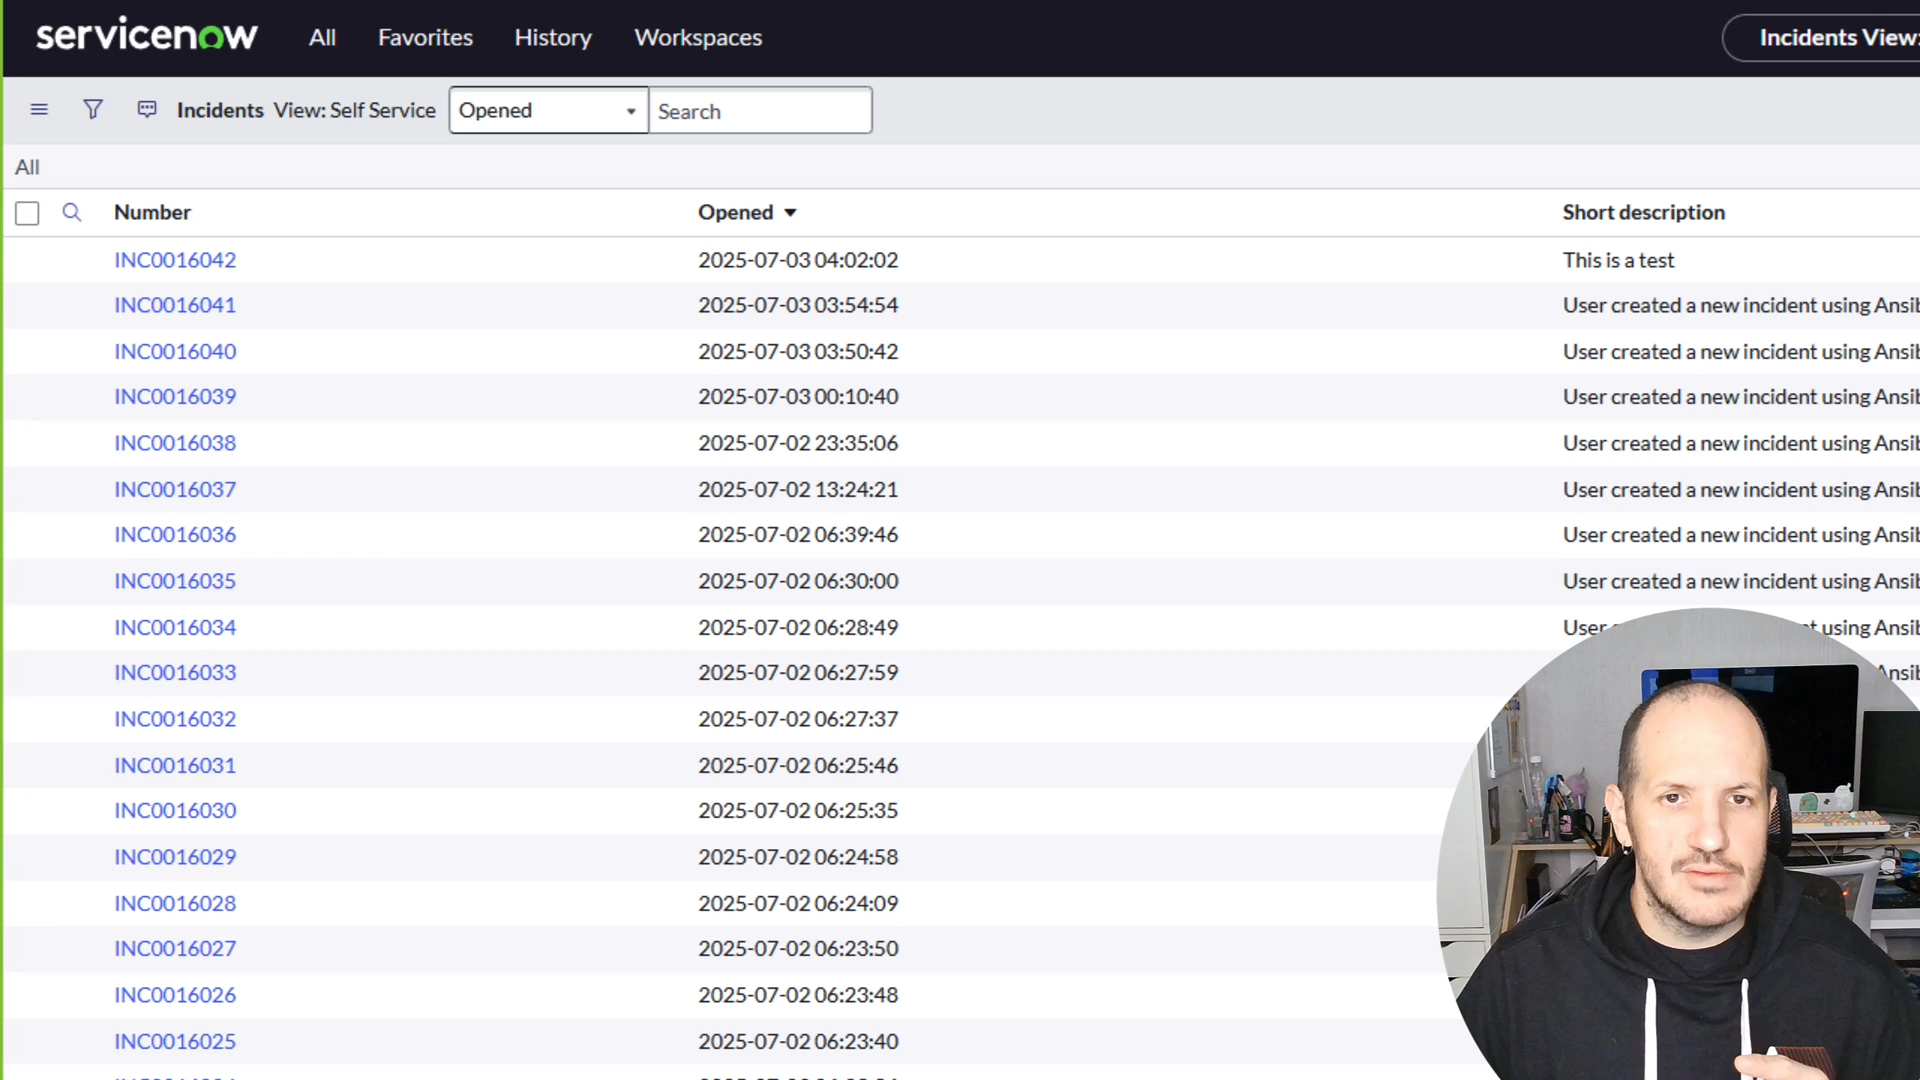 servicenow All Favorites History Workspaces Incidents View:
Incidents View: Self Service Opened Search
All
Number Opened Short description
INC0016042 2025-07-03 04:02:02 This is a test
INC0016041 2025-07-03 03:54:54 User created a new incident using Ansib
INC0016040 2025-07-03 03:50:42 User created a new incident using Ansib
INC0016039 2025-07-03 00:10:40 User created a new incident using Ansib
INC0016038 2025-07-02 23:35:06 User created a new incident using Ansib
INC0016037 2025-07-02 13:24:21 User created a new incident using Ansib
INC0016036 2025-07-02 06:39:46 User created a new incident using Ansib
INC0016035 2025-07-02 06:30:00 User created a new incident using Ansib
INC0016034 2025-07-02 06:28:49 User using Ansib
INC0016033 2025-07-02 06:27:59
INC0016032 2025-07-02 06:27:37
INC0016031 2025-07-02 06:25:46
INC0016030 2025-07-02 06:25:35
INC0016029 2025-07-02 06:24:58
INC0016028 2025-07-02 06:24:09
INC0016027 2025-07-02 06:23:50
INC0016026 2025-07-02 06:23:48
INC0016025 2025-07-02 06:23:40